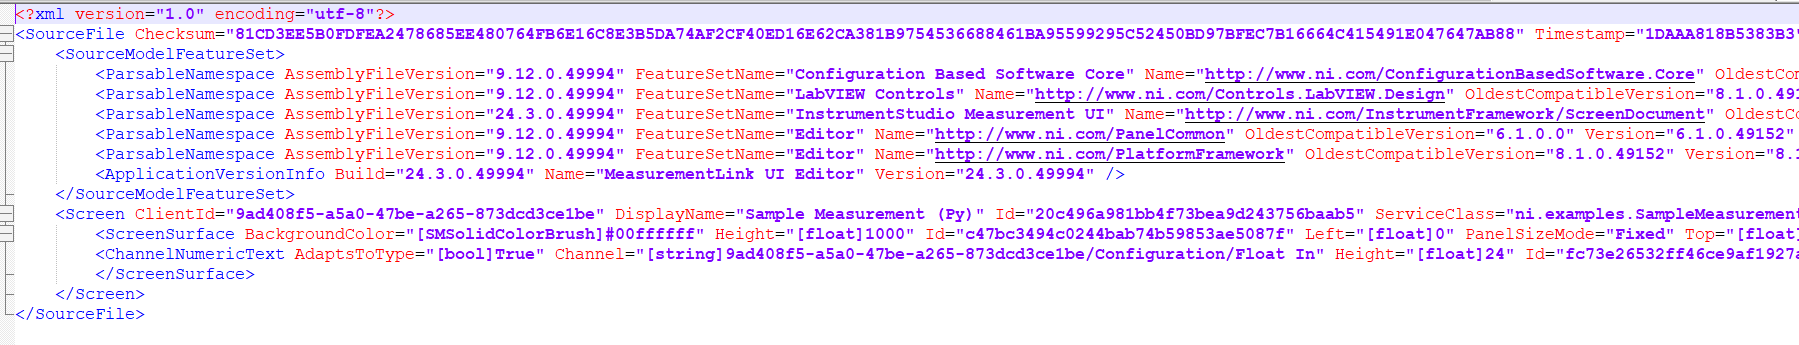 <?xml version="1.0" encoding="utf-8"?>
<SourceFile Checksum="81CD3EE5B0FDFEA2478685EE480764FB6E16C8E3B5DA74AF2CF40ED16E62CA381B9754536688461BA95599295C52450BD97BFEC7B16664C415491E047647AB88" Timestamp="1DAAA818B5383B3"
<SourceModelFeatureSet>
<ParsableNamespace AssemblyFileVersion="9.12.0.49994" FeatureSetName="Configuration Based Software Core" Name="http://www.ni.com/ConfigurationBasedSoftware.Core" OldestCom
<ParsableNamespace AssemblyFileVersion="9.12.0.49994" FeatureSetName="LabVIEW Controls" Name="http://www.ni.com/Controls.LabVIEW.Design" OldestCompatibleVersion="8.1.0.491
<ParsableNamespace AssemblyFileVersion="24.3.0.49994" FeatureSetName="InstrumentStudio Measurement UI" Name="http://www.ni.com/InstrumentFramework/ScreenDocument" OldestCo
<ParsableNamespace AssemblyFileVersion="9.12.0.49994" FeatureSetName="Editor" Name="http://www.ni.com/PanelCommon" OldestCompatibleVersion="6.1.0.0" Version="6.1.0.49152"
<ParsableNamespace AssemblyFileVersion="9.12.0.49994" FeatureSetName="Editor" Name="http://www.ni.com/PlatformFramework" OldestCompatibleVersion="8.1.0.49152" Version="8.1
<ApplicationVersionInfo Build="24.3.0.49994" Name="MeasurementLink UI Editor" Version="24.3.0.49994" />
</SourceModelFeatureSet>
<Screen ClientId="9ad408f5-a5a0-47be-a265-873dcd3ce1be" DisplayName="Sample Measurement (Py)" Id="20c496a981bb4f73bea9d243756baab5" ServiceClass="ni.examples.SampleMeasurement
<ScreenSurface BackgroundColor="[SMSolidColorBrush]#00ffffff" Height="[float]1000" Id="c47bc3494c0244bab74b59853ae5087f" Left="[float]0" PanelSizeMode="Fixed" Top="[float]
<ChannelNumericText AdaptsToType="[bool]True" Channel="[string]9ad408f5-a5a0-47be-a265-873dcd3ce1be/Configuration/Float In" Height="[float]24" Id="fc73e26532ff46ce9af1927a
</ScreenSurface>
</Screen>
</SourceFile>